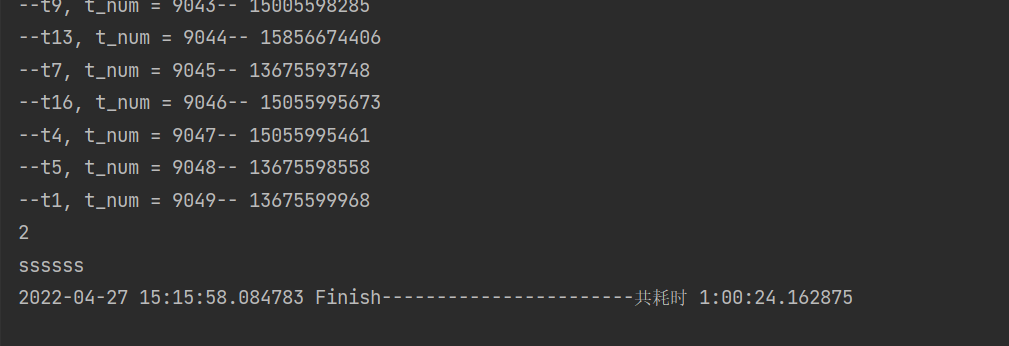 --t9, t_num = 9043-- 15005598285
--t13, t_num = 9044-- 15856674406
--t7, t_num = 9045-- 13675593748
--t16, t_num = 9046-- 15055995673
--t4, t_num = 9047-- 15055995461
--t5, t_num = 9048-- 13675598558
--t1, t_num = 9049-- 13675599968
2
ssssss
2022-04-27 15:15:58.084783 Finish-----------------------共耗时 1:00:24.162875